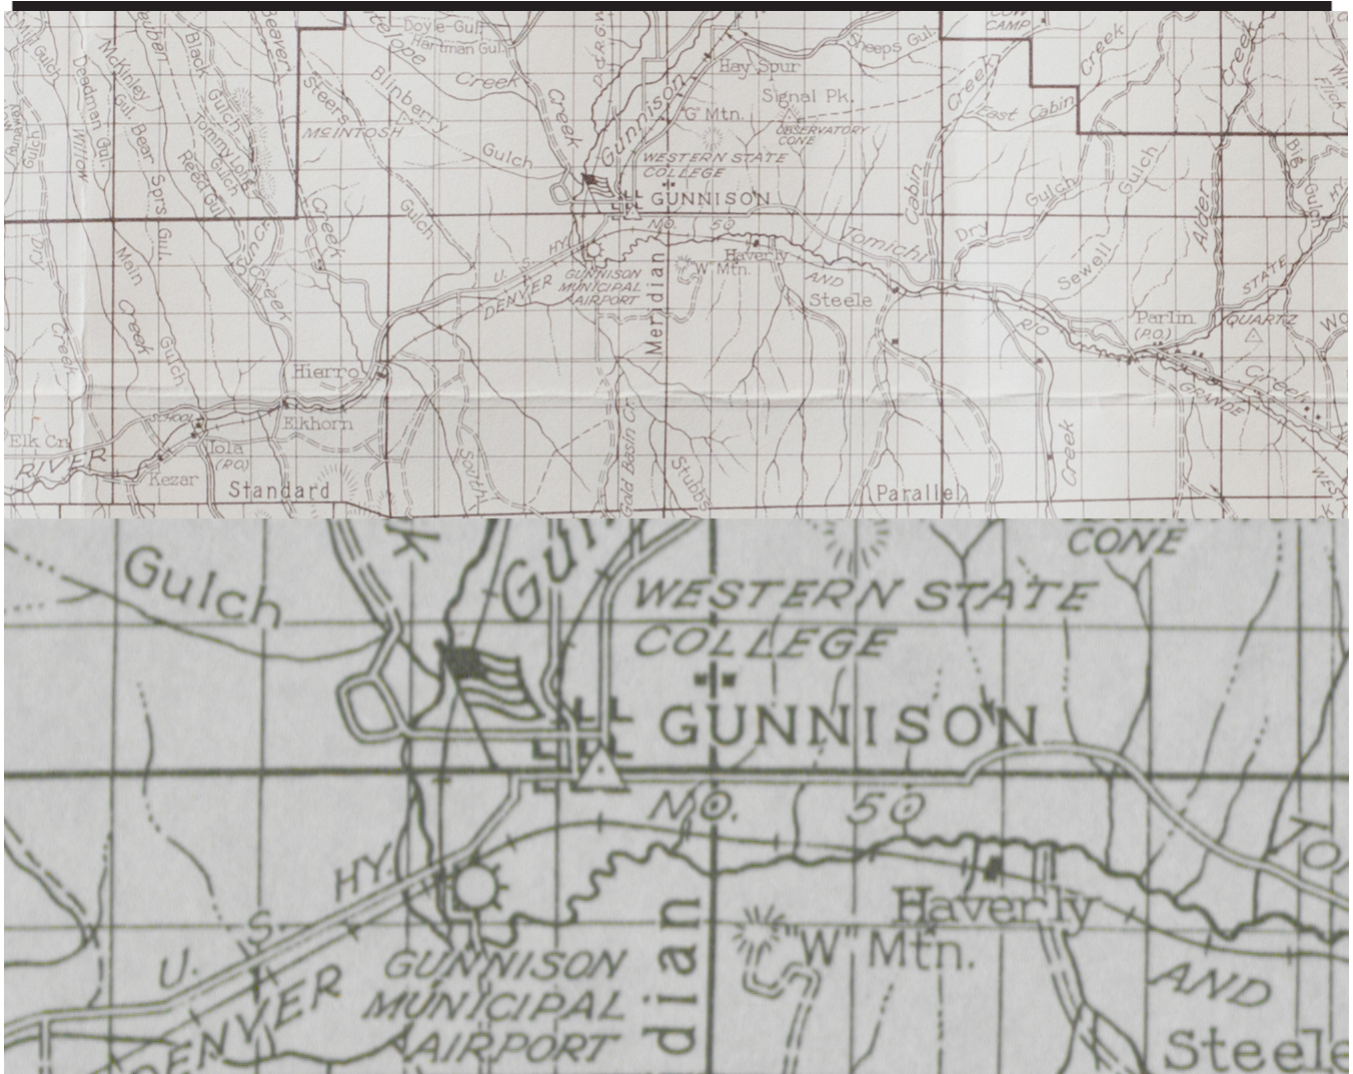 Doyle Gul.
Hartman Gul.
Creek
Blinberry
Gulch
Steers
McINTOSH
Creek
Gulch
Beaver
Black
Gulch
Tommy Long
Gulch
Reed Gul.
McKinley
Gul.
Bear
Sprs
Gul.
Deadman Gul.
Willow
Mill Gulch
Gulch
Dry
Creek
Main
Creek
Gulch
Creek
Creek
Gunnison
Hay Spur
Sheeps Gul.
COW
CAMP
Signal Pk.
"G" Mtn.
OBSERVATORY
CONE
WESTERN STATE
COLLEGE
GUNNISON
U. S. HY. NO. 50
GUNNISON
MUNICIPAL
AIRPORT
DENVER
AND
RIO
GRANDE
Meridian
Haverly
"W" Mtn.
Tomichi
Steele
Creek
Cabin
East Cabin
Creek
Dry
Gulch
Sewell
Gulch
Alder
Creek
Big
Gulch
STATE
Parlin
(P.O.)
QUARTZ
Creek
Creek
Hierro
Elkhorn
SCHOOL
Iola
(P.O.)
Kezar
Elk Cr.
RIVER
Standard
Parallel
South
Gold Basin Cr.
Stubbs
WEST
Gulch
CONE
WESTERN STATE
COLLEGE
GUNNISON
U. S. HY. NO. 50
Haverly
"W" Mtn.
GUNNISON
MUNICIPAL
AIRPORT
DENVER
dian
AND
Steele